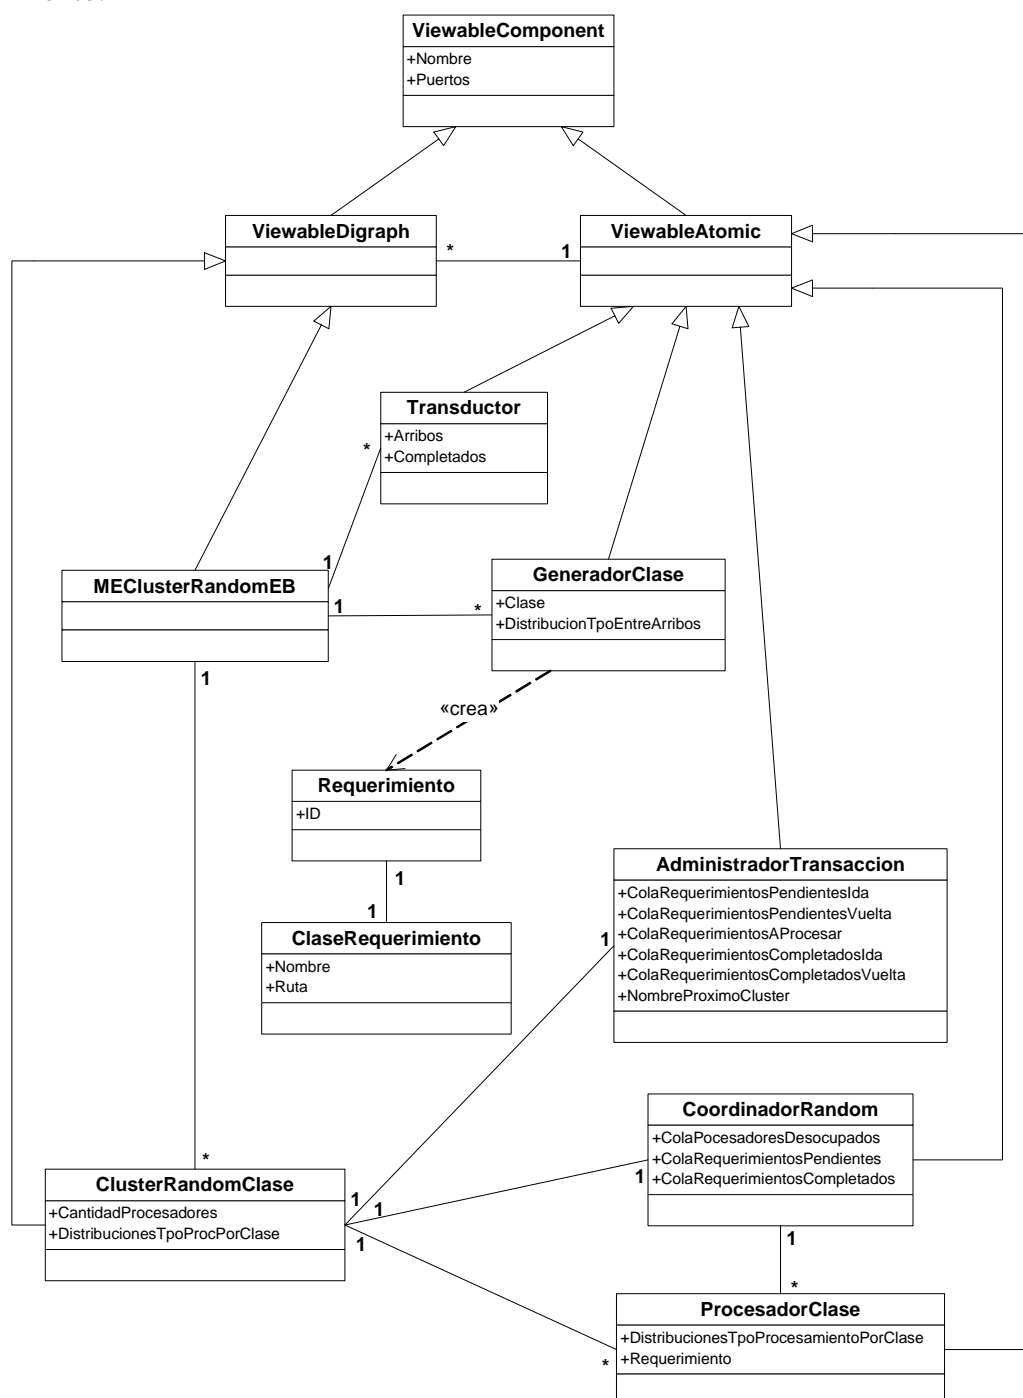 ViewableComponent
+Nombre
+Puertos
ViewableDigraph
ViewableAtomic
*
1
Transductor
+Arribos
+Completados
*
1
MEClusterRandomEB
1
*
1
GeneradorClase
+Clase
+DistribucionTpoEntreArribos
«crea»
Requerimiento
+ID
1
1
ClaseRequerimiento
+Nombre
+Ruta
AdministradorTransaccion
+ColaRequerimientosPendientesIda
+ColaRequerimientosPendientesVuelta
+ColaRequerimientosAProcesar
+ColaRequerimientosCompletadosIda
+ColaRequerimientosCompletadosVuelta
+NombreProximoCluster
1
CoordinadorRandom
+ColaPocesadoresDesocupados
+ColaRequerimientosPendientes
+ColaRequerimientosCompletados
1
*
ClusterRandomClase
+CantidadProcesadores
+DistribucionesTpoProcPorClase
1
1
1
1
*
ProcesadorClase
+DistribucionesTpoProcesamientoPorClase
+Requerimiento
*